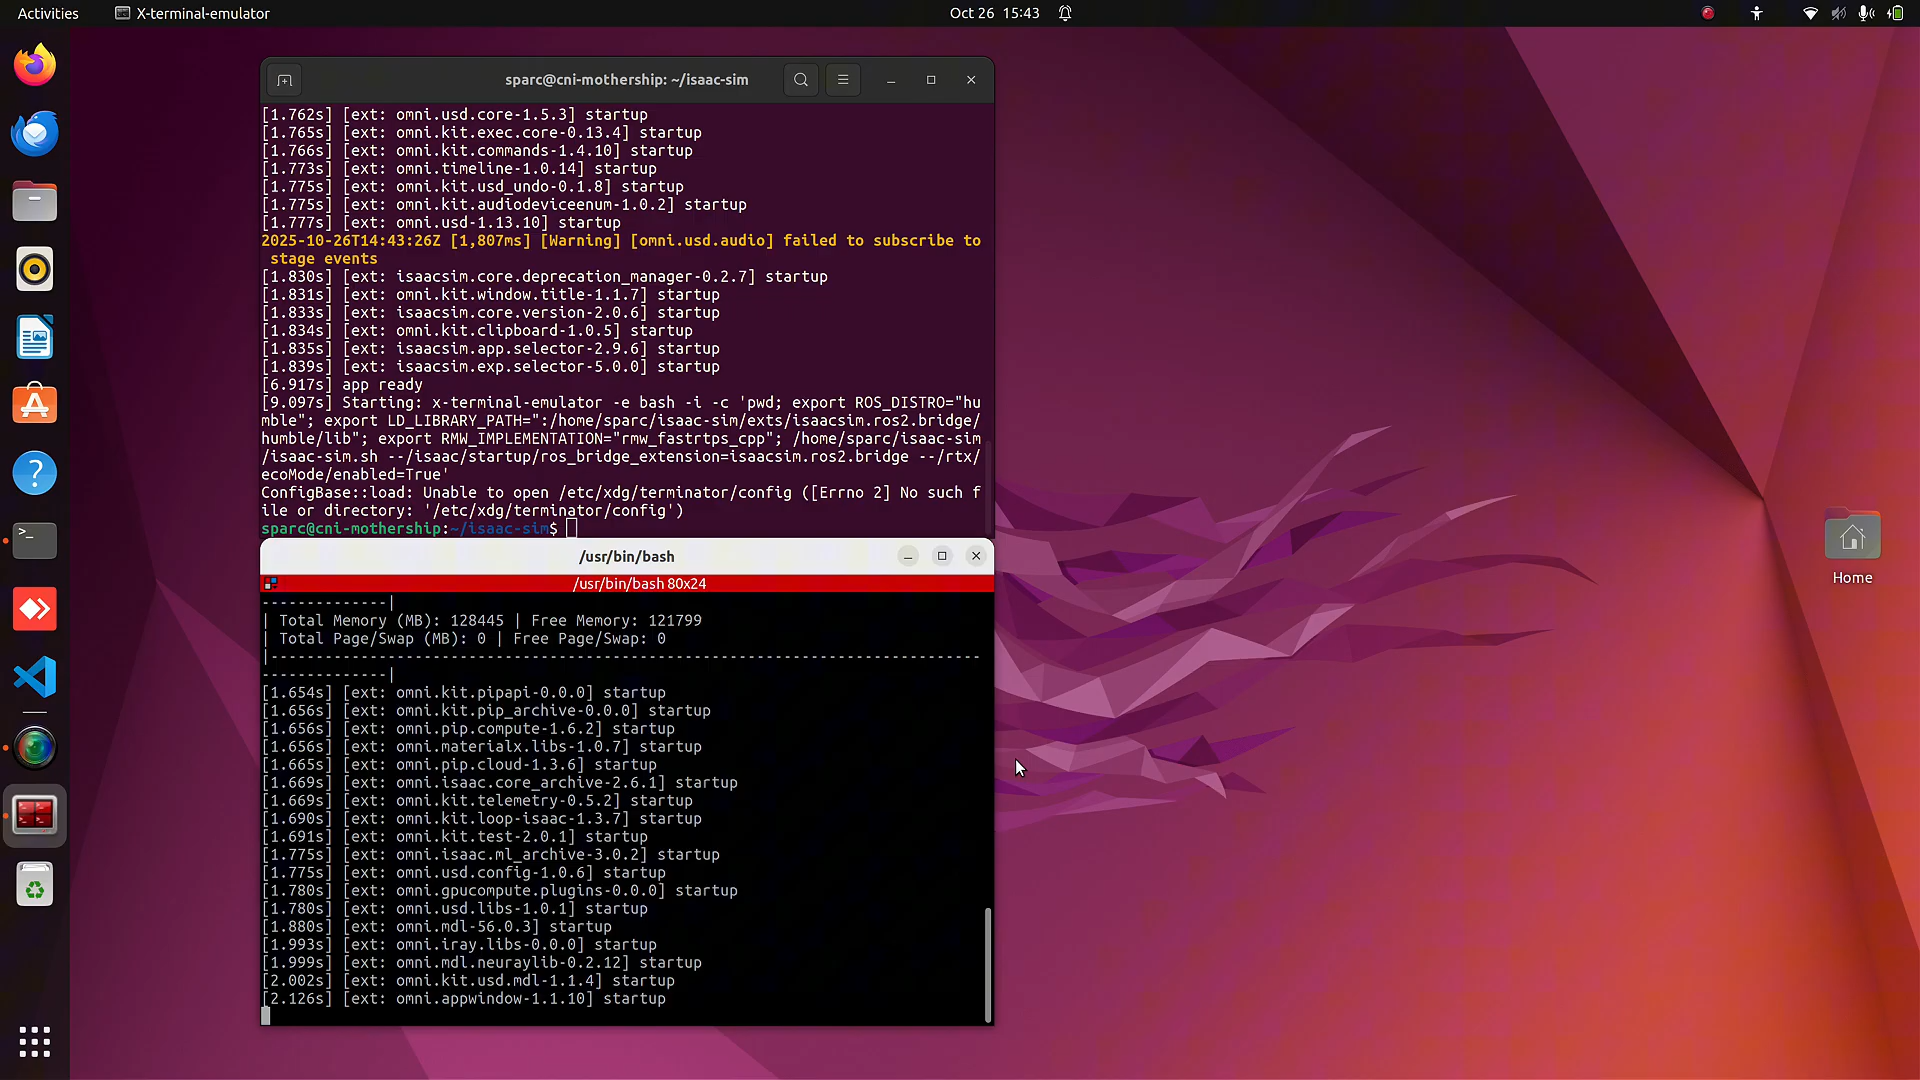 Activities
X-terminal-emulator
Oct 26 15:43
sparc@cni-mothership: ~/isaac-sim
[1.762s] [ext: omni.usd.core-1.5.3] startup
[1.765s] [ext: omni.kit.exec.core-0.13.4] startup
[1.766s] [ext: omni.kit.commands-1.4.10] startup
[1.773s] [ext: omni.timeline-1.0.14] startup
[1.775s] [ext: omni.kit.usd_undo-0.1.8] startup
[1.775s] [ext: omni.kit.audiodeviceenum-1.0.2] startup
[1.777s] [ext: omni.usd-1.13.10] startup
2025-10-26T14:43:26Z [1,807ms] [Warning] [omni.usd.audio] failed to subscribe to
stage events
[1.830s] [ext: isaacsim.core.deprecation_manager-0.2.7] startup
[1.831s] [ext: omni.kit.window.title-1.1.7] startup
[1.833s] [ext: isaacsim.core.version-2.0.6] startup
[1.834s] [ext: omni.kit.clipboard-1.0.5] startup
[1.835s] [ext: isaacsim.app.selector-2.9.6] startup
[1.839s] [ext: isaacsim.exp.selector-5.0.0] startup
[6.917s] app ready
[9.097s] Starting: x-terminal-emulator -e bash -i -c 'pwd; export ROS_DISTRO="hu
mble"; export LD_LIBRARY_PATH=":/home/sparc/isaac-sim/exts/isaacsim.ros2.bridge/
humble/lib"; export RMW_IMPLEMENTATION="rmw_fastrtps_cpp"; /home/sparc/isaac-sim
/isaac-sim.sh --/isaac/startup/ros_bridge_extension=isaacsim.ros2.bridge --/rtx/
ecoMode/enabled=True'
ConfigBase::load: Unable to open /etc/xdg/terminator/config ([Errno 2] No such f
ile or directory: '/etc/xdg/terminator/config')
sparc@cni-mothership:~/isaac-sim$
/usr/bin/bash
/usr/bin/bash 80x24
--------------|
| Total Memory (MB): 128445 | Free Memory: 121799
| Total Page/Swap (MB): 0 | Free Page/Swap: 0
|-------------------------------------------------------------------------------
--------------|
[1.654s] [ext: omni.kit.pipapi-0.0.0] startup
[1.656s] [ext: omni.kit.pip_archive-0.0.0] startup
[1.656s] [ext: omni.pip.compute-1.6.2] startup
[1.656s] [ext: omni.materialx.libs-1.0.7] startup
[1.665s] [ext: omni.pip.cloud-1.3.6] startup
[1.669s] [ext: omni.isaac.core_archive-2.6.1] startup
[1.669s] [ext: omni.kit.telemetry-0.5.2] startup
[1.690s] [ext: omni.kit.loop-isaac-1.3.7] startup
[1.691s] [ext: omni.kit.test-2.0.1] startup
[1.775s] [ext: omni.isaac.ml_archive-3.0.2] startup
[1.775s] [ext: omni.usd.config-1.0.6] startup
[1.780s] [ext: omni.gpucompute.plugins-0.0.0] startup
[1.780s] [ext: omni.usd.libs-1.0.1] startup
[1.880s] [ext: omni.mdl-56.0.3] startup
[1.993s] [ext: omni.iray.libs-0.0.0] startup
[1.999s] [ext: omni.mdl.neuraylib-0.2.12] startup
[2.002s] [ext: omni.kit.usd.mdl-1.1.4] startup
[2.126s] [ext: omni.appwindow-1.1.10] startup
Home